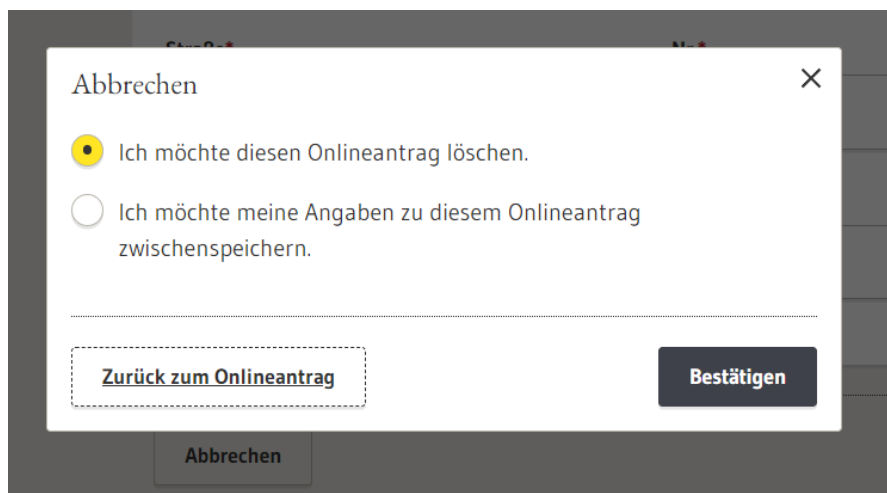 Abbrechen
Ich möchte diesen Onlineantrag löschen.
Ich möchte meine Angaben zu diesem Onlineantrag
zwischenspeichern.
Zurück zum Onlineantrag
Bestätigen
Abbrechen